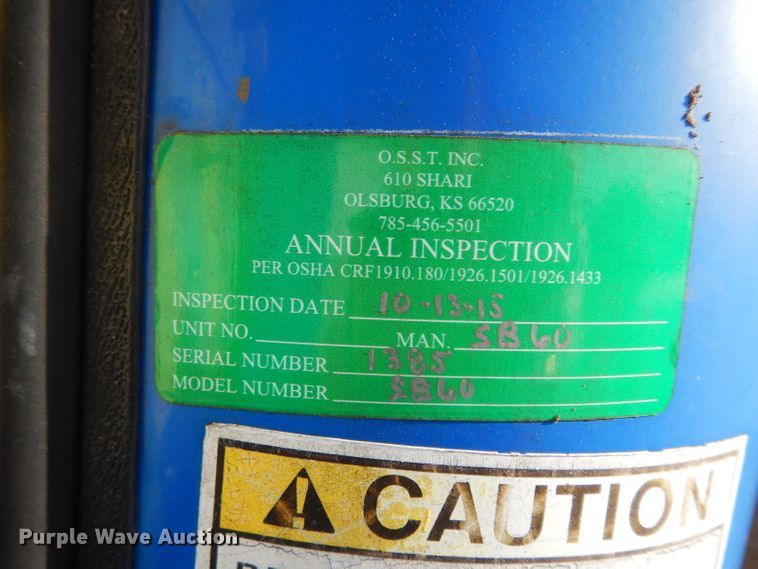 O.S.S.T. INC.
610 SHARI
OLSBURG, KS 66520
785-456-5501
ANNUAL INSPECTION
PER OSHA CRF1910.180/1926.1501/1926.1433
INSPECTION DATE 10-13-15
UNIT NO. MAN. SB60
SERIAL NUMBER 1385
MODEL NUMBER SB60
CAUTION
Purple Wave Auction